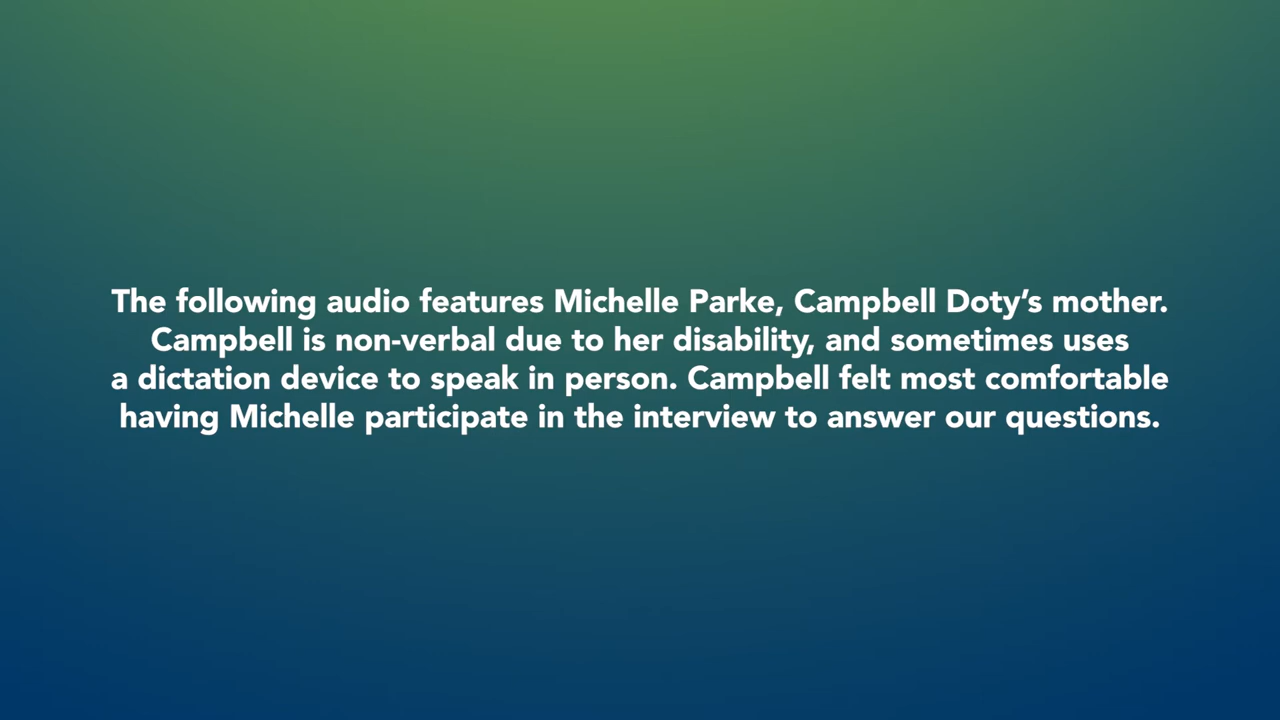 The following audio features Michelle Parke, Campbell Doty’s mother.
Campbell is non-verbal due to her disability, and sometimes uses
a dictation device to speak in person. Campbell felt most comfortable
having Michelle participate in the interview to answer our questions.